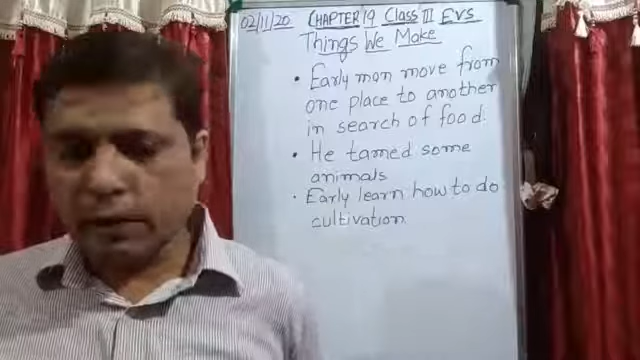 02/11/20 CHAPTER 19 Class III EVS
Things We Make
• Early man move from
one place to another
in search of food.
• He tamed some
animals
• Early learn how to do
cultivation